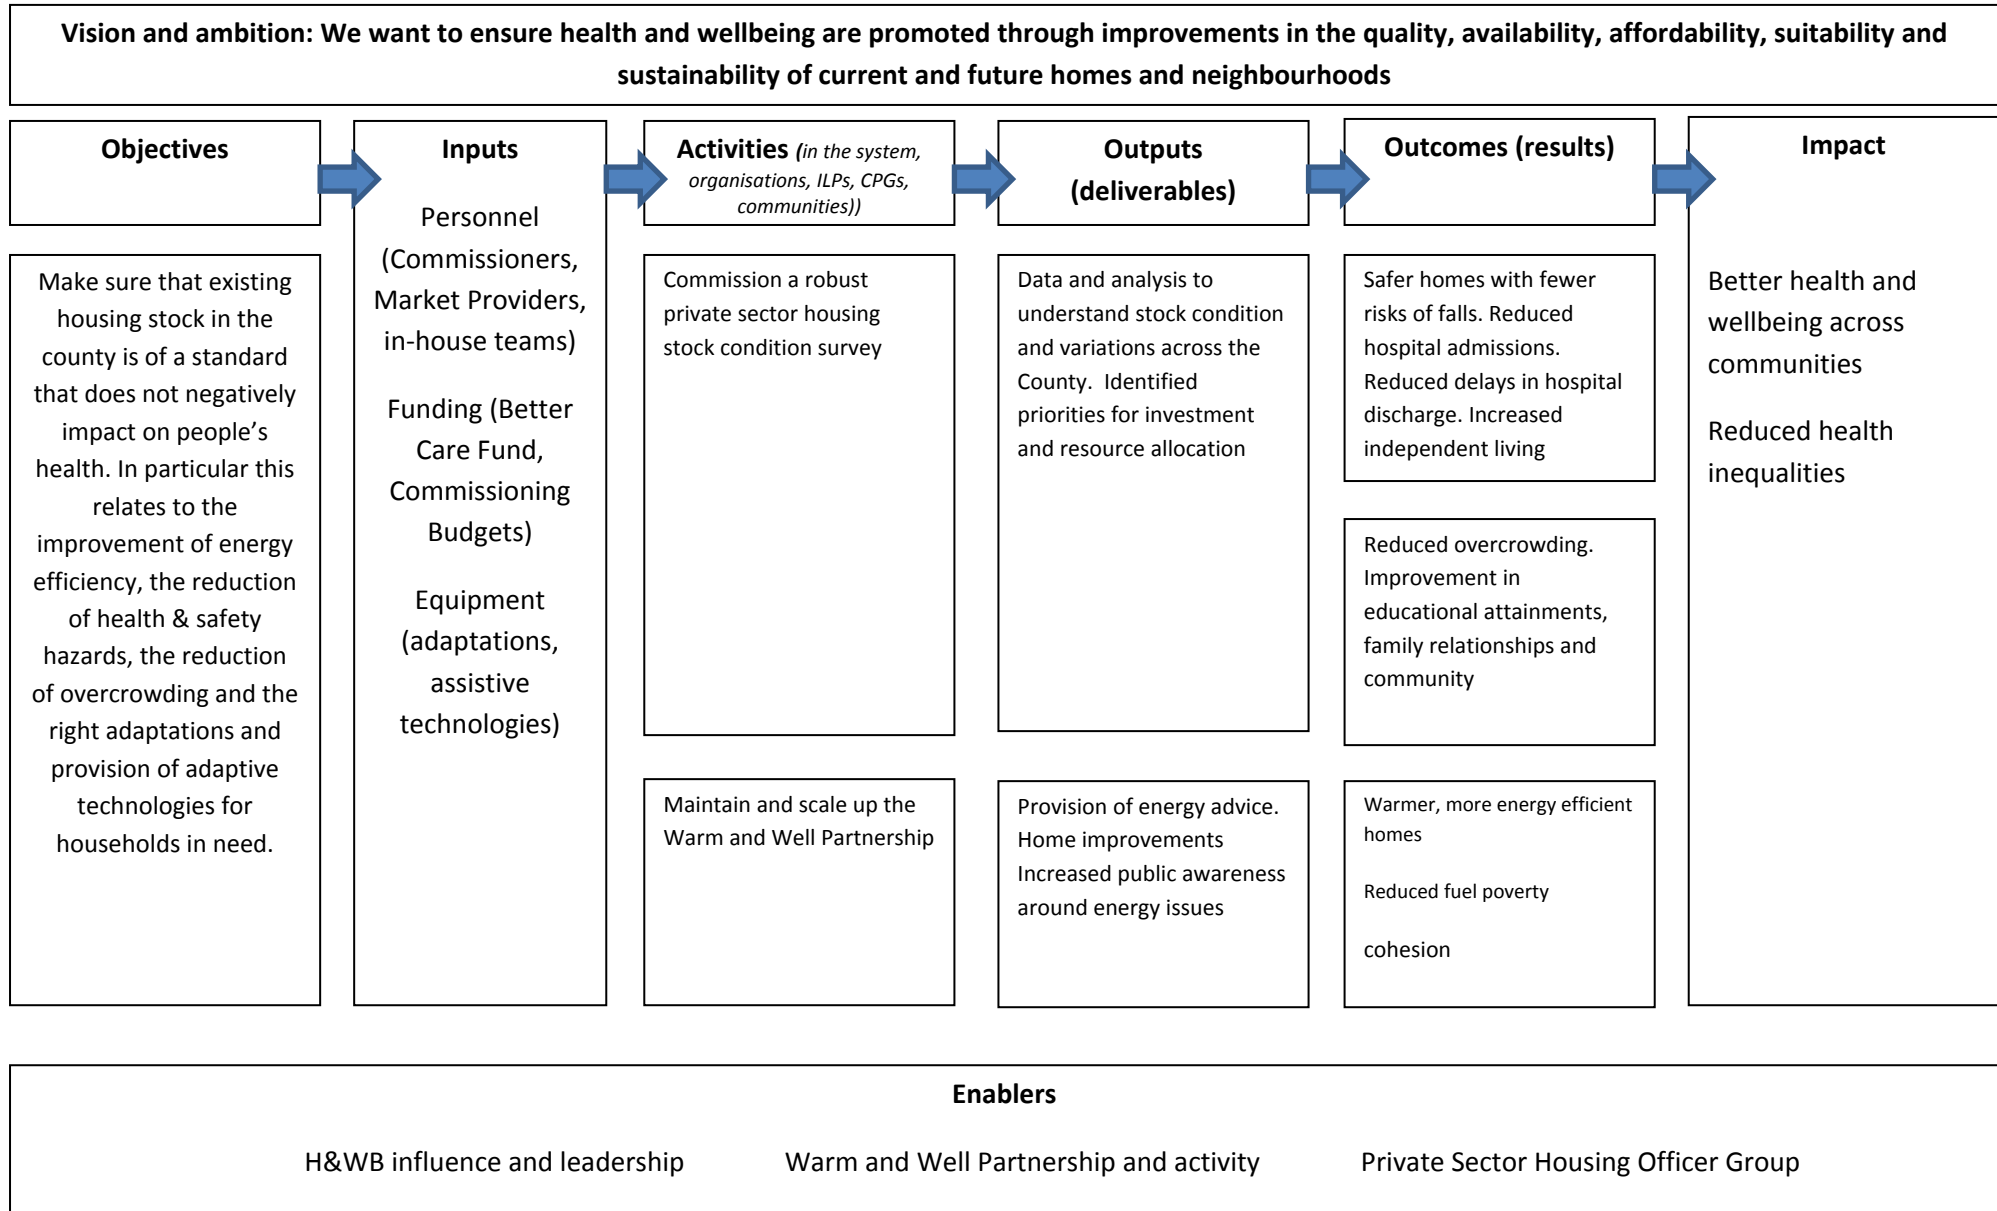 Vision and ambition: We want to ensure health and wellbeing are promoted through improvements in the quality, availability, affordability, suitability and
sustainability of current and future homes and neighbourhoods
Objectives
Make sure that existing
housing stock in the
county is of a standard
that does not negatively
impact on people’s
health. In particular this
relates to the
improvement of energy
efficiency, the reduction
of health & safety
hazards, the reduction
of overcrowding and the
right adaptations and
provision of adaptive
technologies for
households in need.
Inputs
Personnel
(Commissioners,
Market Providers,
in-house teams)
Funding (Better
Care Fund,
Commissioning
Budgets)
Equipment
(adaptations,
assistive
technologies)
Activities (in the system,
organisations, ILPs, CPGs,
communities))
Commission a robust
private sector housing
stock condition survey
Maintain and scale up the
Warm and Well Partnership
Outputs
(deliverables)
Data and analysis to
understand stock condition
and variations across the
County.  Identified
priorities for investment
and resource allocation
Provision of energy advice.
Home improvements
Increased public awareness
around energy issues
Outcomes (results)
Safer homes with fewer
risks of falls. Reduced
hospital admissions.
Reduced delays in hospital
discharge. Increased
independent living
Reduced overcrowding.
Improvement in
educational attainments,
family relationships and
community
Warmer, more energy efficient
homes
Reduced fuel poverty
cohesion
Impact
Better health and
wellbeing across
communities
Reduced health
inequalities
Enablers
H&WB influence and leadership Warm and Well Partnership and activity Private Sector Housing Officer Group